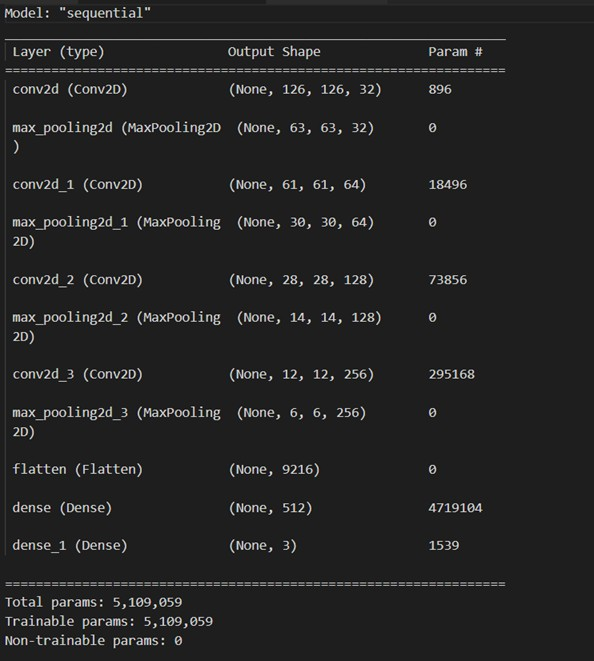 Model: "sequential"
_________________________________________________________________
Layer (type) Output Shape Param #
=================================================================
conv2d (Conv2D) (None, 126, 126, 32) 896
max_pooling2d (MaxPooling2D (None, 63, 63, 32) 0
)
conv2d_1 (Conv2D) (None, 61, 61, 64) 18496
max_pooling2d_1 (MaxPooling (None, 30, 30, 64) 0
2D)
conv2d_2 (Conv2D) (None, 28, 28, 128) 73856
max_pooling2d_2 (MaxPooling (None, 14, 14, 128) 0
2D)
conv2d_3 (Conv2D) (None, 12, 12, 256) 295168
max_pooling2d_3 (MaxPooling (None, 6, 6, 256) 0
2D)
flatten (Flatten) (None, 9216) 0
dense (Dense) (None, 512) 4719104
dense_1 (Dense) (None, 3) 1539
=================================================================
Total params: 5,109,059
Trainable params: 5,109,059
Non-trainable params: 0